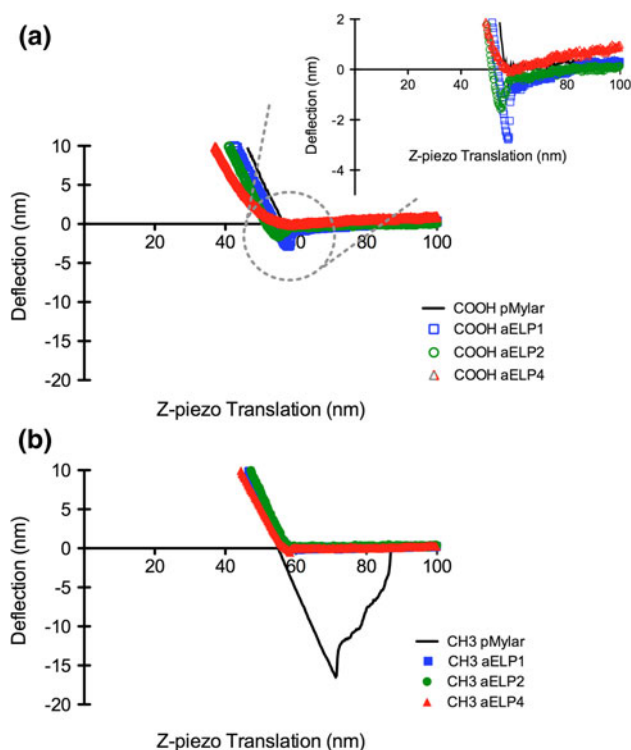 (a)
2
0
20
40
60
80
100
-2
-4
Deflection (nm)
Z-piezo Translation (nm)
10
5
0
-5
-10
-15
-20
20
40
60
80
100
Deflection (nm)
COOH pMylar
COOH aELP1
COOH aELP2
COOH aELP4
Z-piezo Translation (nm)
(b)
10
5
0
-5
-10
-15
-20
20
40
60
80
100
Deflection (nm)
CH3 pMylar
CH3 aELP1
CH3 aELP2
CH3 aELP4
Z-piezo Translation (nm)